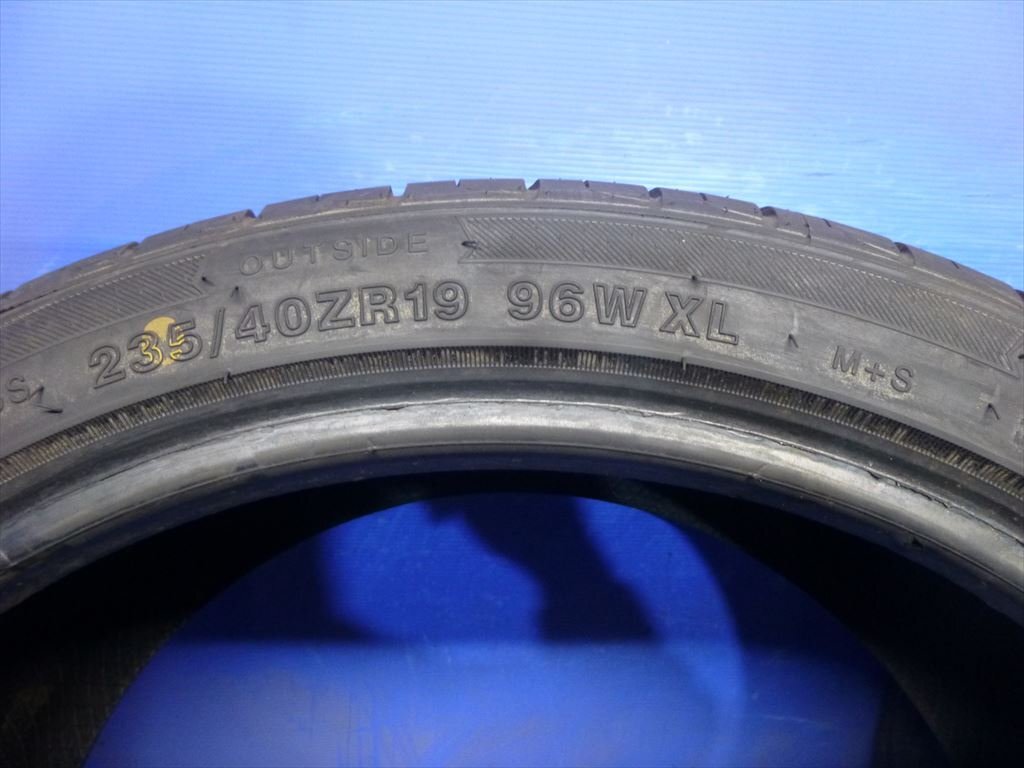 OUTSIDE
235/40ZR19 96W XL
M+S